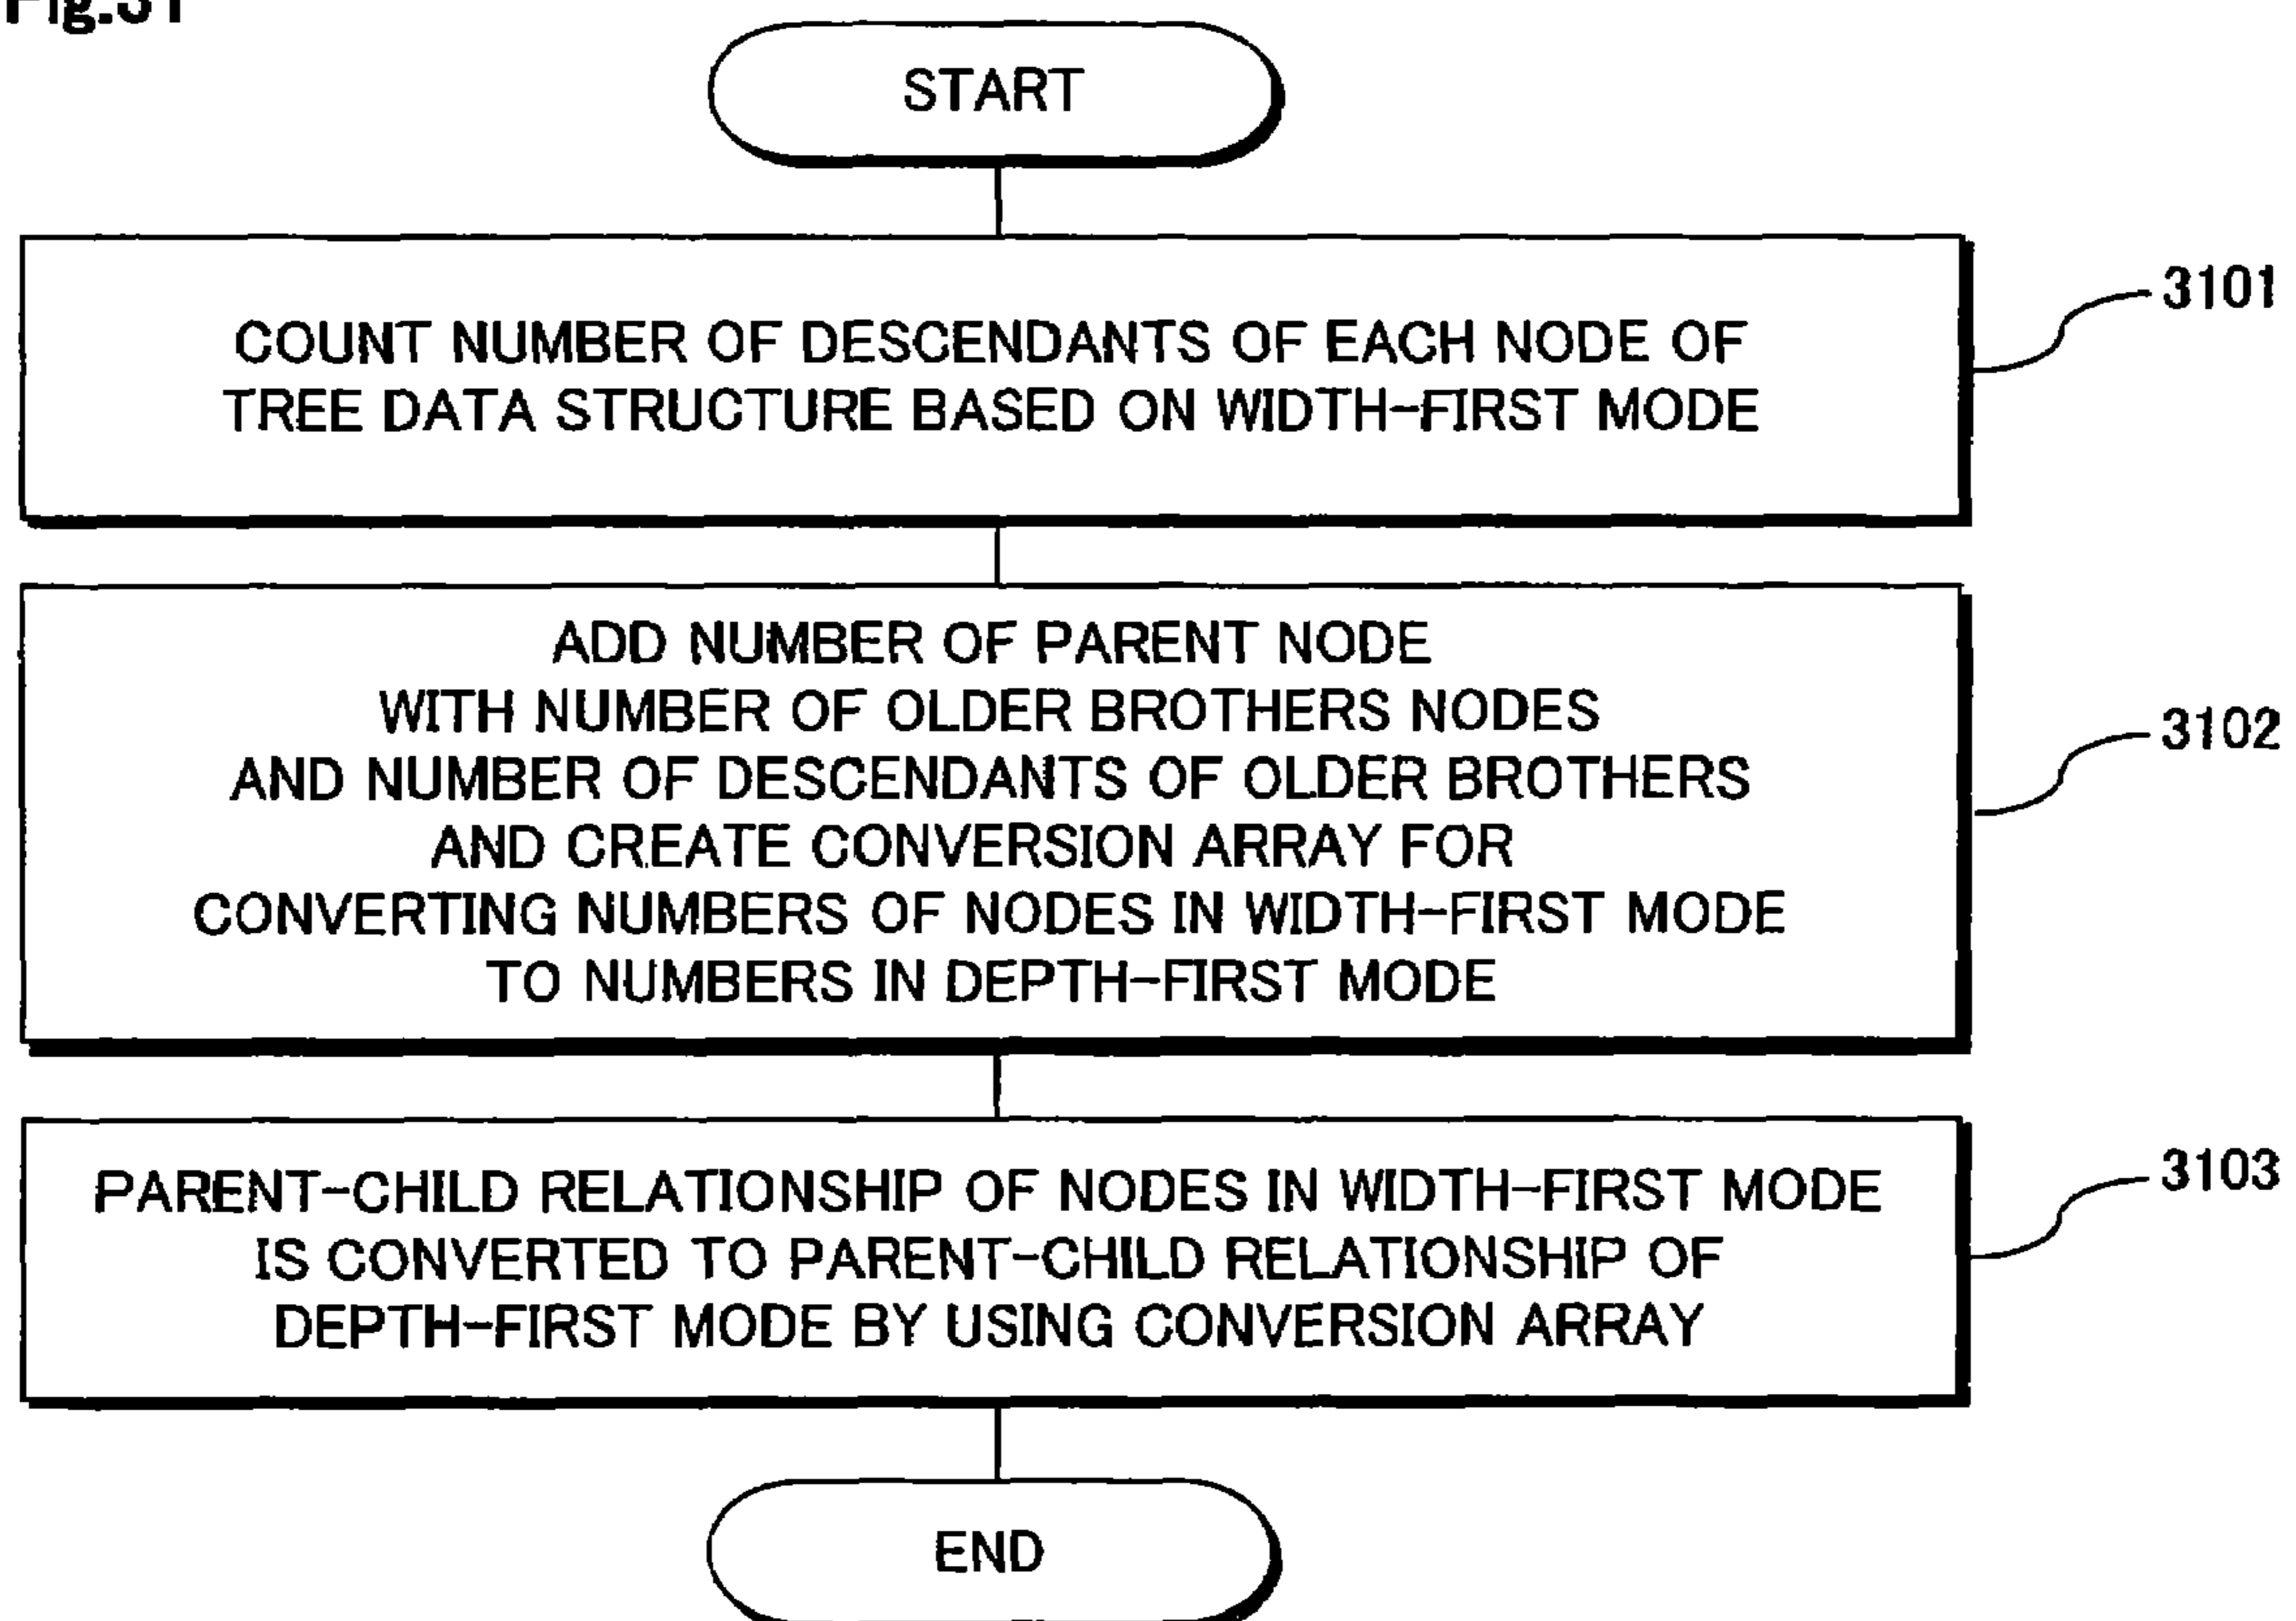 Fig.31
START
COUNT NUMBER OF DESCENDANTS OF EACH NODE OF
TREE DATA STRUCTURE BASED ON WIDTH-FIRST MODE
3101
ADD NUMBER OF PARENT NODE
WITH NUMBER OF OLDER BROTHERS NODES
AND NUMBER OF DESCENDANTS OF OLDER BROTHERS
AND CREATE CONVERSION ARRAY FOR
CONVERTING NUMBERS OF NODES IN WIDTH-FIRST MODE
TO NUMBERS IN DEPTH-FIRST MODE
3102
PARENT-CHILD RELATIONSHIP OF NODES IN WIDTH-FIRST MODE
IS CONVERTED TO PARENT-CHILD RELATIONSHIP OF
DEPTH-FIRST MODE BY USING CONVERSION ARRAY
3103
END